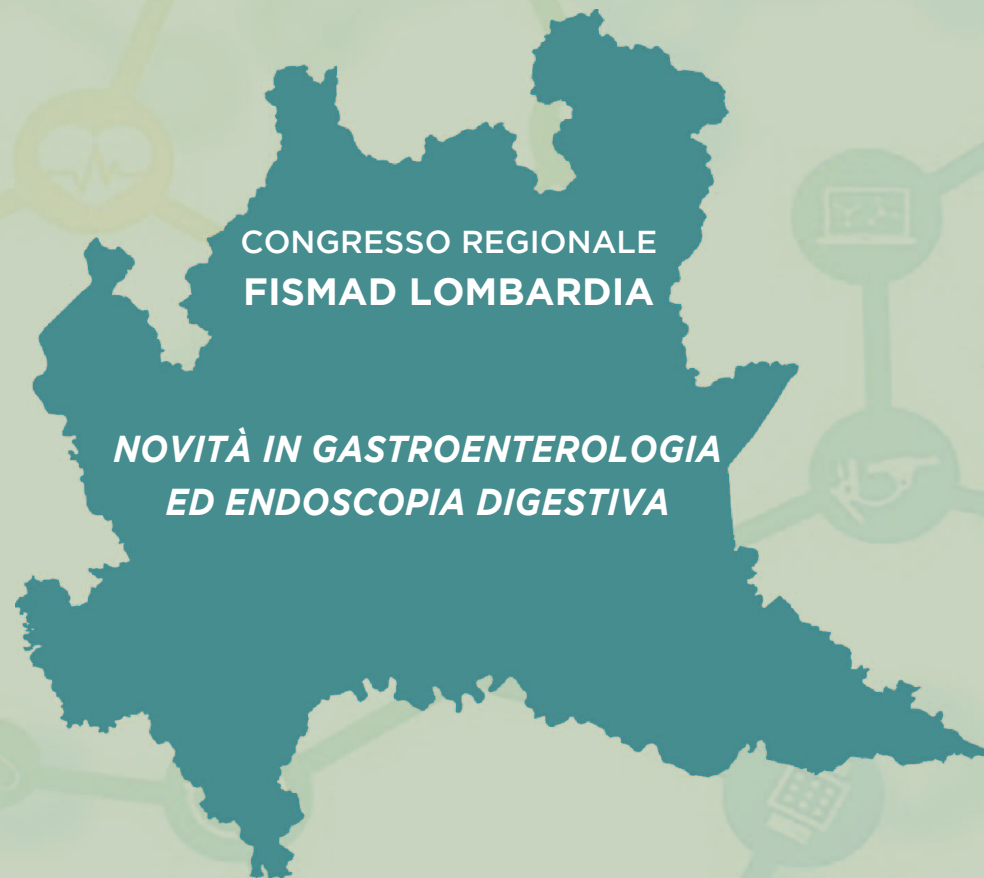 CONGRESSO REGIONALE
FISMAD LOMBARDIA
NOVITÀ IN GASTROENTEROLOGIA
ED ENDOSCOPIA DIGESTIVA